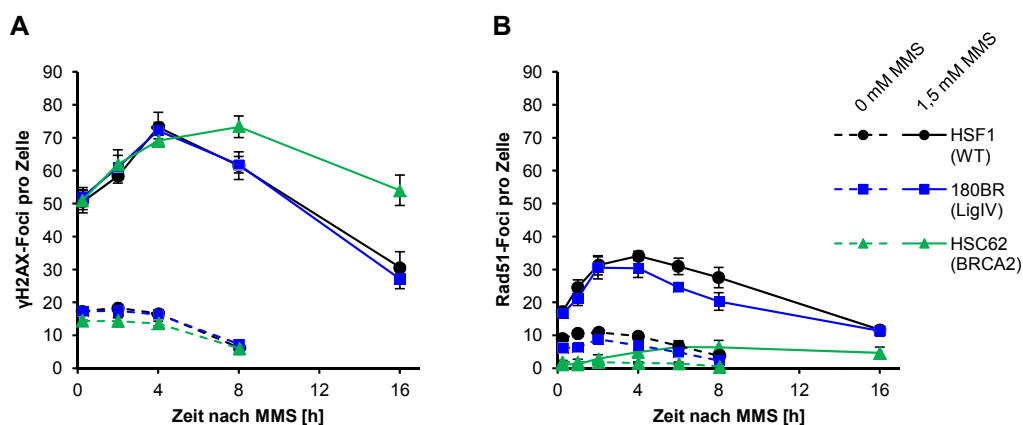 A
γH2AX-Foci pro Zelle
90
80
70
60
50
40
30
20
10
0
0
4
8
12
16
Zeit nach MMS [h]
B
Rad51-Foci pro Zelle
90
80
70
60
50
40
30
20
10
0
0
4
8
12
16
Zeit nach MMS [h]
0 mM MMS
1,5 mM MMS
HSF1
(WT)
180BR
(LigIV)
HSC62
(BRCA2)